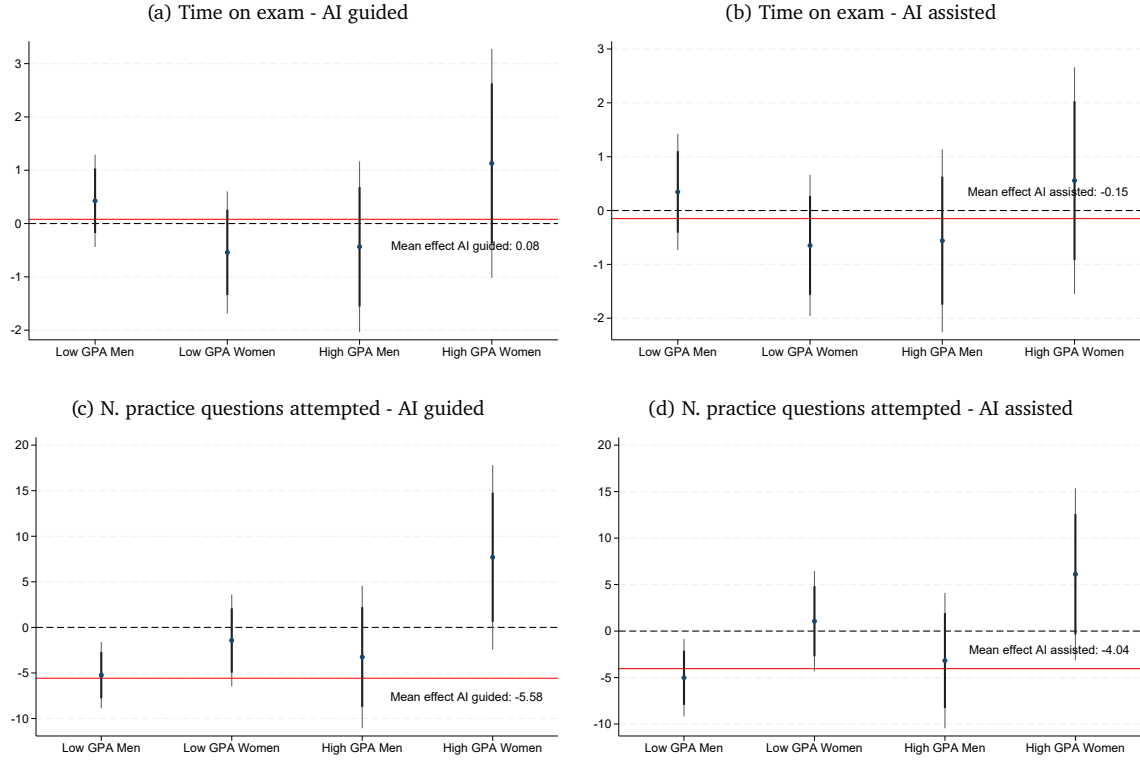 (a) Time on exam - AI guided
3
2
1
0
-1
-2
Mean effect AI guided: 0.08
Low GPA Men
Low GPA Women
High GPA Men
High GPA Women
(b) Time on exam - AI assisted
3
2
1
0
-1
-2
Mean effect AI assisted: -0.15
Low GPA Men
Low GPA Women
High GPA Men
High GPA Women
(c) N. practice questions attempted - AI guided
20
15
10
5
0
-5
-10
Mean effect AI guided: -5.58
Low GPA Men
Low GPA Women
High GPA Men
High GPA Women
(d) N. practice questions attempted - AI assisted
20
15
10
5
0
-5
-10
Mean effect AI assisted: -4.04
Low GPA Men
Low GPA Women
High GPA Men
High GPA Women